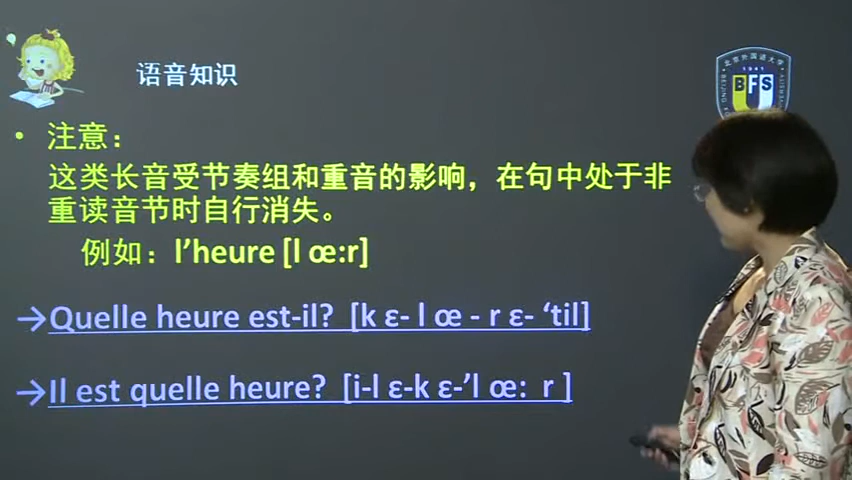 语音知识
BFS
• 注意：
这类长音受节奏组和重音的影响，在句中处于非
重读音节时自行消失。
例如：l’heure [l œ:r]
→Quelle heure est-il? [k ɛ- l œ - r ɛ- ‘til]
→Il est quelle heure? [i-l ɛ-k ɛ-’l œ: r ]